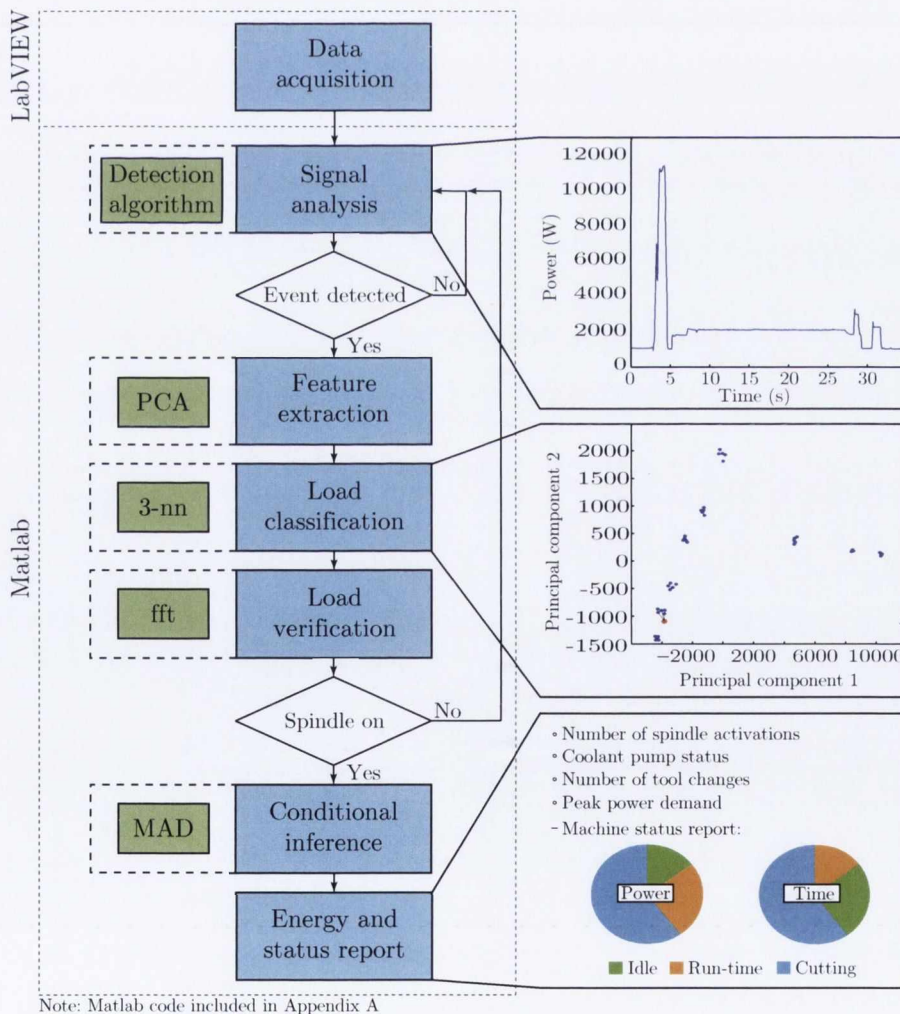 LabVIEW
Data
acquisition
Detection
algorithm
Signal
analysis
Event detected
No
Yes
PCA
Feature
extraction
3-nn
Load
classification
Matlab
fft
Load
verification
Spindle on
No
Yes
MAD
Conditional
inference
Energy and
status report
Note: Matlab code included in Appendix A
Power (W)
12000
10000
8000
6000
4000
2000
0
0 5 10 15 20 25 30
Time (s)
Principal component 2
2000
1500
1000
500
0
-500
-1000
-1500
−2000 2000 6000 10000
Principal component 1
∘ Number of spindle activations
∘ Coolant pump status
∘ Number of tool changes
∘ Peak power demand
– Machine status report:
Power
Time
Idle Run-time Cutting